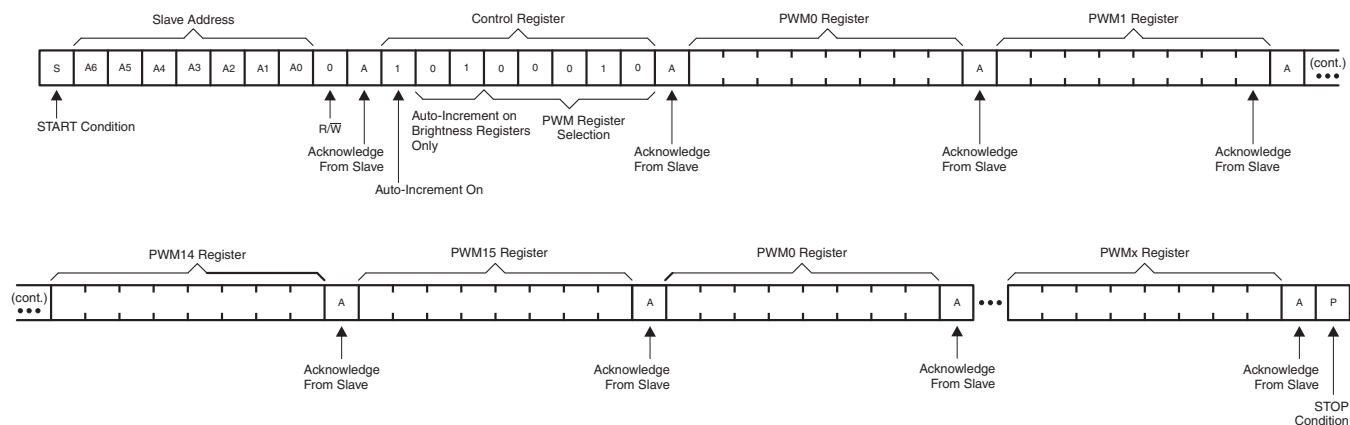 Slave Address
Control Register
PWM0 Register
PWM1 Register
S A6 A5 A4 A3 A2 A1 A0 0 A 1 0 1 0 0 0 1 0 A A A (cont.)
START Condition
R/W̅
Acknowledge
From Slave
Auto-Increment On
Auto-Increment on
Brightness Registers
Only
PWM Register
Selection
Acknowledge
From Slave
Acknowledge
From Slave
Acknowledge
From Slave
PWM14 Register
PWM15 Register
PWM0 Register
PWMx Register
(cont.) A A A A P
Acknowledge
From Slave
Acknowledge
From Slave
Acknowledge
From Slave
Acknowledge
From Slave
STOP
Condition